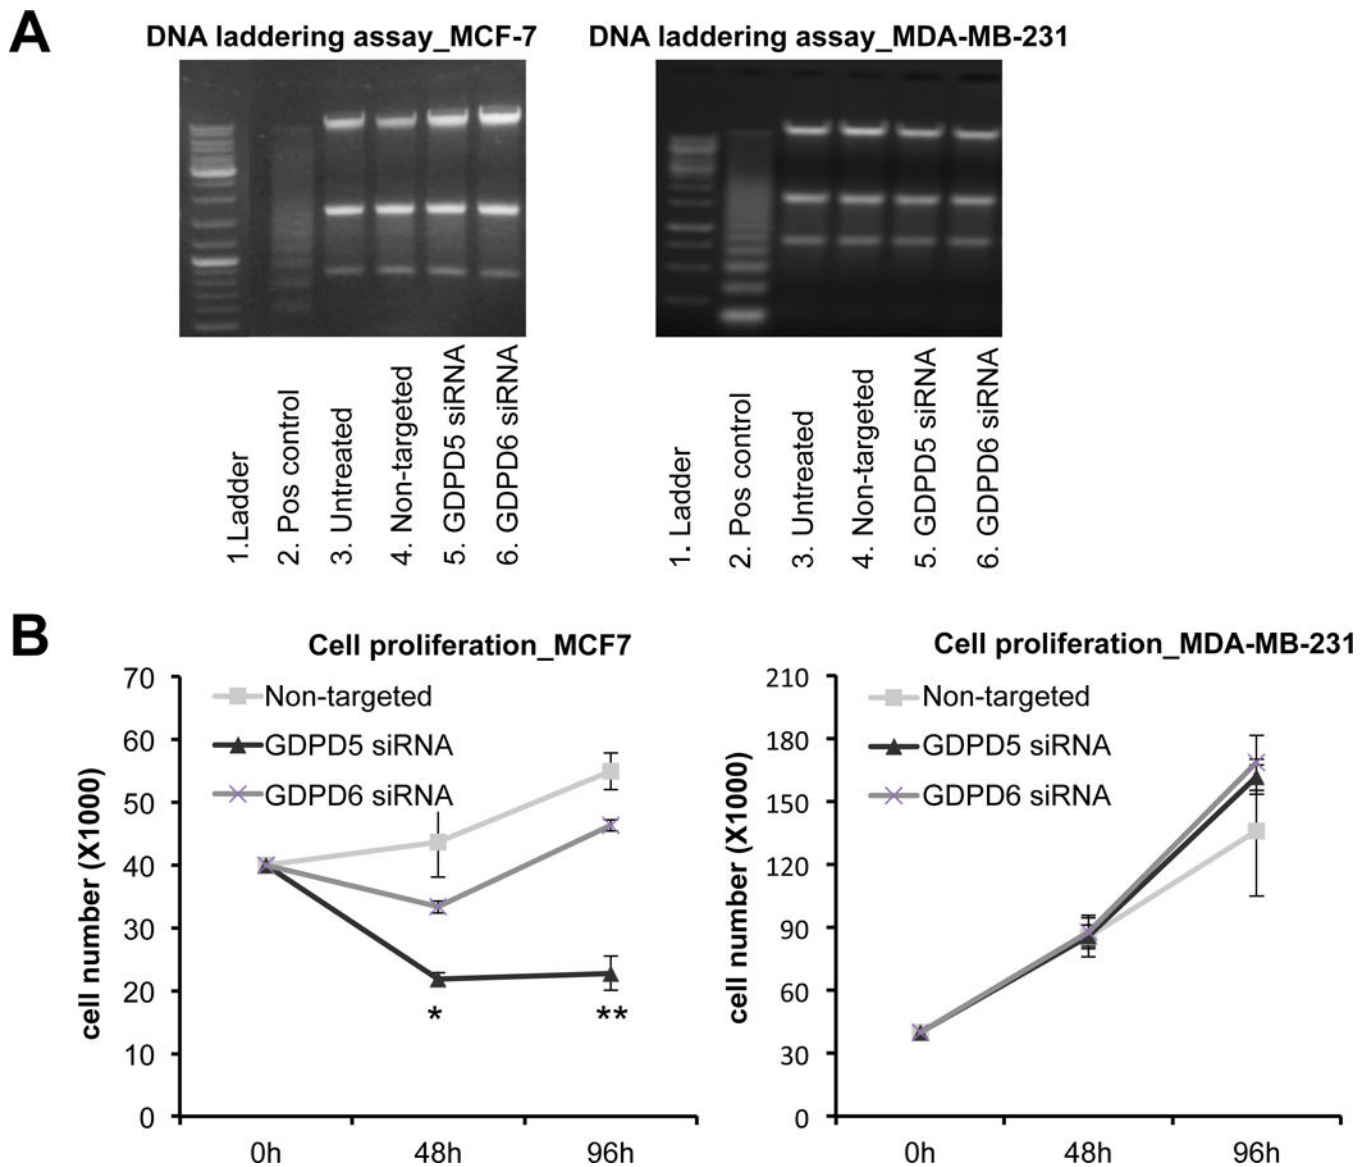 A
DNA laddering assay_MCF-7
DNA laddering assay_MDA-MB-231
1.Ladder
2. Pos control
3. Untreated
4. Non-targeted
5. GDPD5 siRNA
6. GDPD6 siRNA
1. Ladder
2. Pos control
3. Untreated
4. Non-targeted
5. GDPD5 siRNA
6. GDPD6 siRNA
B
Cell proliferation_MCF7
cell number (X1000)
70
60
50
40
30
20
10
0
Non-targeted
GDPD5 siRNA
GDPD6 siRNA
*
**
0h
48h
96h
Cell proliferation_MDA-MB-231
cell number (X1000)
210
180
150
120
90
60
30
0
Non-targeted
GDPD5 siRNA
GDPD6 siRNA
0h
48h
96h